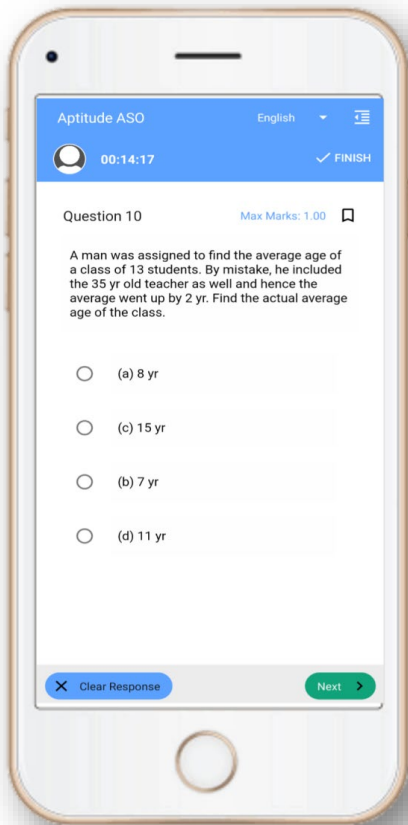 Aptitude ASO
English
00:14:17
FINISH
Question 10
Max Marks: 1.00
A man was assigned to find the average age of
a class of 13 students. By mistake, he included
the 35 yr old teacher as well and hence the
average went up by 2 yr. Find the actual average
age of the class.
(a) 8 yr
(c) 15 yr
(b) 7 yr
(d) 11 yr
Clear Response
Next